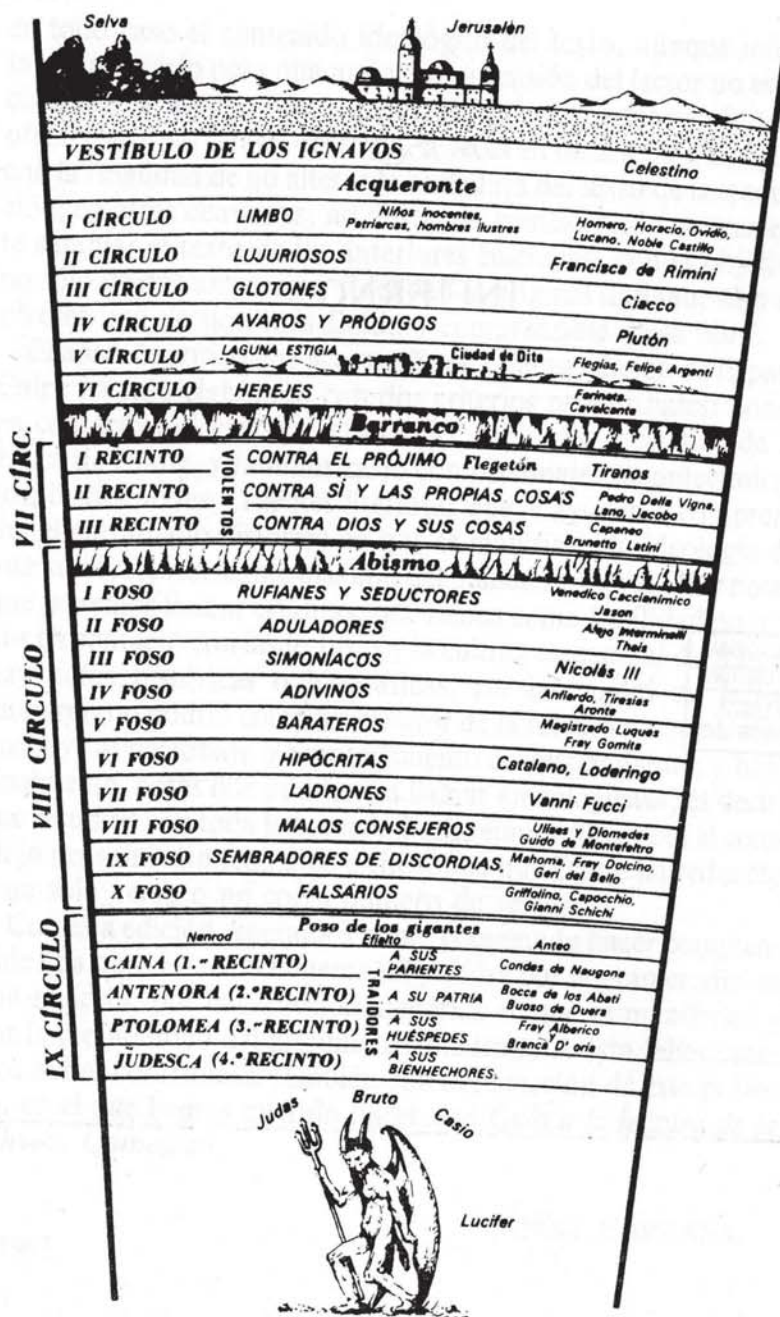 Selva
Jerusalén
VESTÍBULO DE LOS IGNAVOS
Celestino
Acqueronte
I CÍRCULO LIMBO Niños inocentes, Patriarcas, hombres ilustres Homero, Horacio, Ovidio, Lucano, Noble Castillo
II CÍRCULO LUJURIOSOS Francisca de Rimini
III CÍRCULO GLOTONES Ciacco
IV CÍRCULO AVAROS Y PRÓDIGOS Plutón
V CÍRCULO LAGUNA ESTIGIA Ciudad de Dite Flegias, Felipe Argenti
VI CÍRCULO HEREJES Farinata, Cavalcante
Barranco
VII CÍRC.
VIOLENTOS
I RECINTO CONTRA EL PRÓJIMO Flegetón Tiranos
II RECINTO CONTRA SÍ Y LAS PROPIAS COSAS Pedro Della Vigna, Lano, Jacobo
III RECINTO CONTRA DIOS Y SUS COSAS Capaneo Brunetto Latini
Abismo
VIII CÍRCULO
I FOSO RUFIANES Y SEDUCTORES Venedico Caccianimico Jason
II FOSO ADULADORES Alejo Interminelli Thais
III FOSO SIMONÍACOS Nicolás III
IV FOSO ADIVINOS Anfiardo, Tiresias Aronte
V FOSO BARATEROS Magistrado Luqués Fray Gomita
VI FOSO HIPÓCRITAS Catalano, Loderingo
VII FOSO LADRONES Vanni Fucci
VIII FOSO MALOS CONSEJEROS Ulises y Diomedes Guido de Montefeltro
IX FOSO SEMBRADORES DE DISCORDIAS, Mahoma, Fray Dolcino, Geri del Bello
X FOSO FALSÁRIOS Griffolino, Capocchio, Gianni Schichi
Poso de los gigantes
Nenrod Efialto Anteo
IX CÍRCULO
TRAIDORES
CAINA (1.er RECINTO) A SUS PARIENTES Condes de Naugona
ANTENORA (2.º RECINTO) A SU PATRIA Bocca de los Abati Buoso de Duera
PTOLOMEA (3.er RECINTO) A SUS HUÉSPEDES Fray Alberico y Branca D' oria
JUDESCA (4.º RECINTO) A SUS BIENHECHORES
Judas
Bruto
Casio
Lucifer